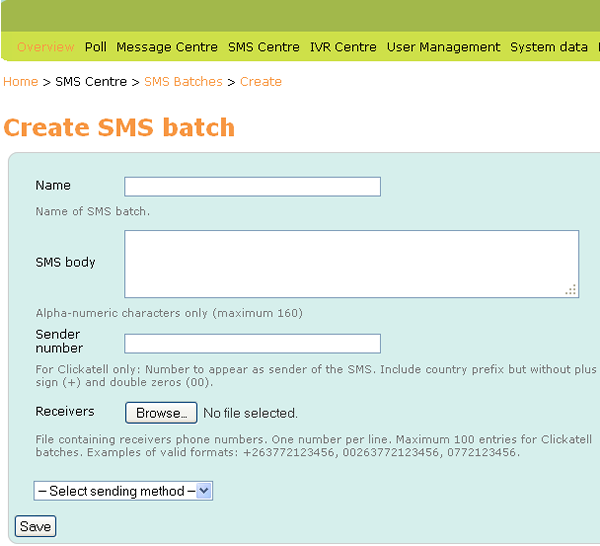 Overview Poll Message Centre SMS Centre IVR Centre User Management System data
Home > SMS Centre > SMS Batches > Create
Create SMS batch
Name
Name of SMS batch.
SMS body
Alpha-numeric characters only (maximum 160)
Sender
number
For Clickatell only: Number to appear as sender of the SMS. Include country prefix but without plus
sign (+) and double zeros (00).
Receivers Browse... No file selected.
File containing receivers phone numbers. One number per line. Maximum 100 entries for Clickatell
batches. Examples of valid formats: +263772123456, 00263772123456, 0772123456.
-- Select sending method --
Save